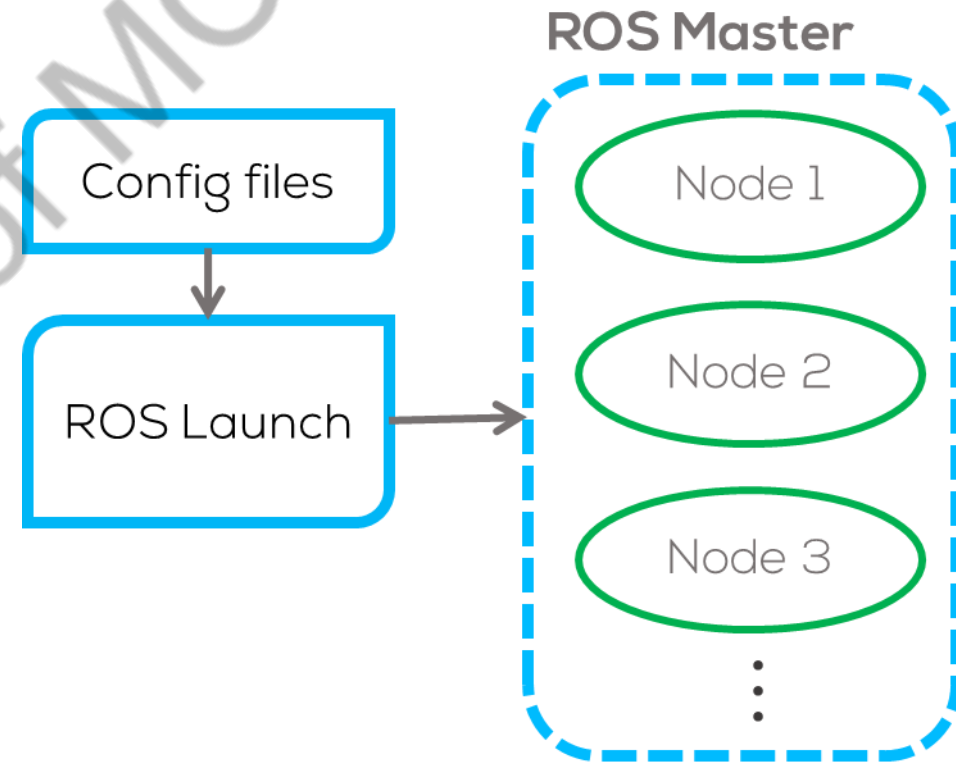 ROS Master
Config files
Node 1
ROS Launch
Node 2
Node 3